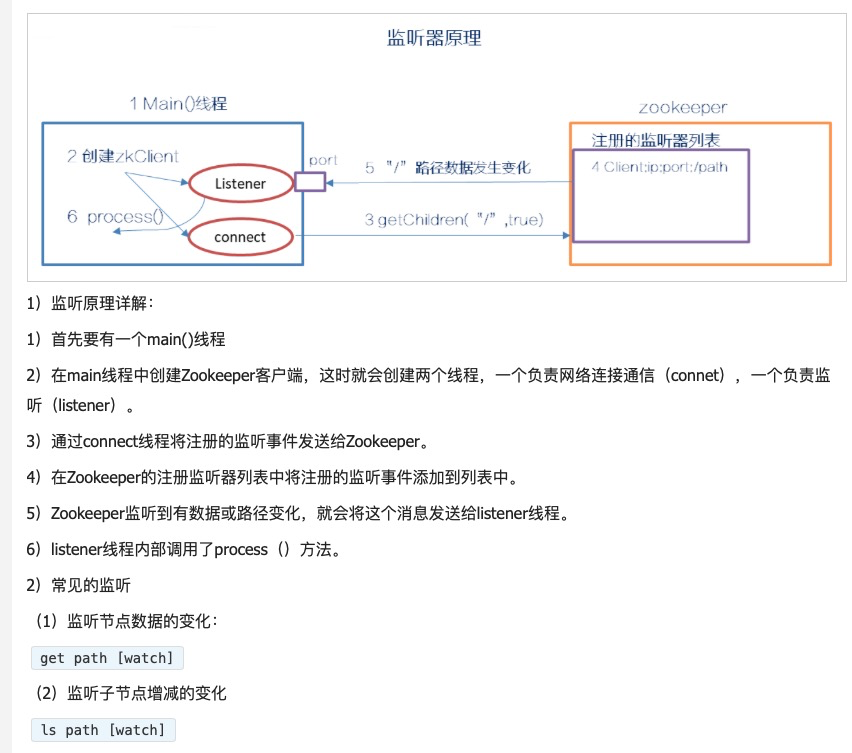 监听器原理
1 Main()线程
zookeeper
2 创建zkClient
Listener
port
5 “/” 路径数据发生变化
注册的监听器列表
4 Client:ip:port:/path
6 process()
connect
3 getChildren( “/” ,true)
1）监听原理详解：
1）首先要有一个main()线程
2）在main线程中创建Zookeeper客户端，这时就会创建两个线程，一个负责网络连接通信（connet），一个负责监
听（listener）。
3）通过connect线程将注册的监听事件发送给Zookeeper。
4）在Zookeeper的注册监听器列表中将注册的监听事件添加到列表中。
5）Zookeeper监听到有数据或路径变化，就会将这个消息发送给listener线程。
6）listener线程内部调用了process（）方法。
2）常见的监听
（1）监听节点数据的变化：
get path [watch]
（2）监听子节点增减的变化
ls path [watch]